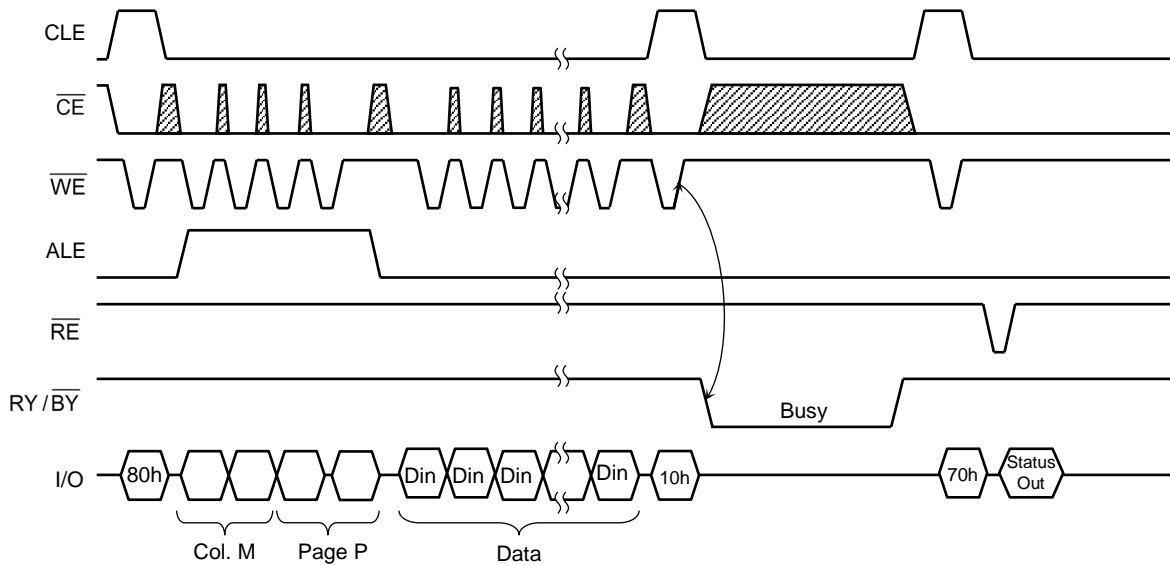 CLE
CE
WE
ALE
RE
RY / BY
Busy
I/O 80h Din Din Din Din 10h 70h Status Out
Col. M Page P Data